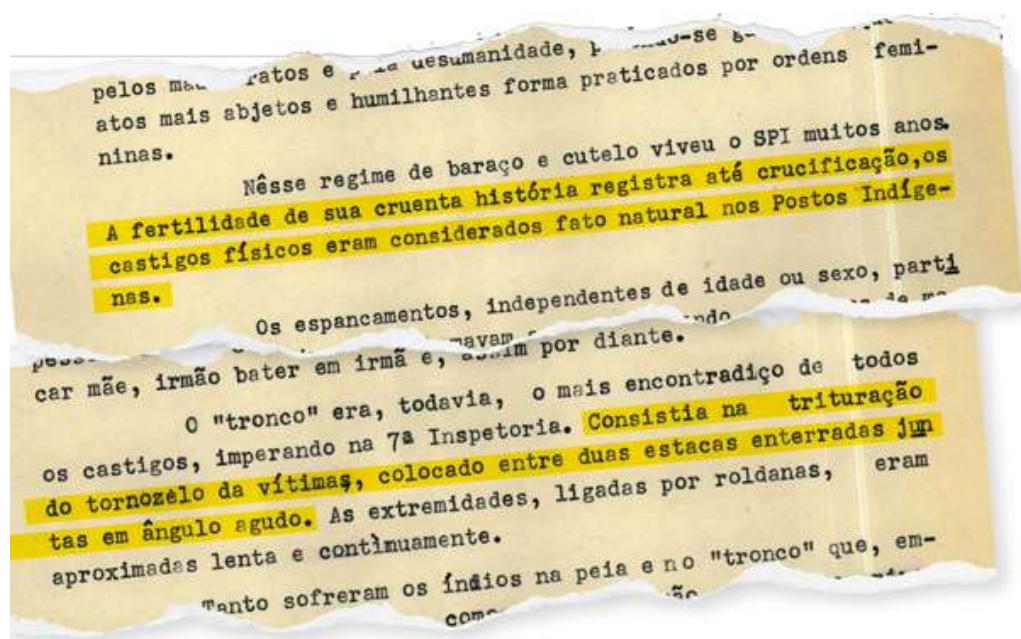 pelos e desumanidade,
atos mais abjetos e humilhantes forma praticados por ordens femi-
ninas.
Nêsse regime de baraço e cutelo viveu o SPI muitos anos.
A fertilidade de sua cruenta história registra até crucificação,os
castigos físicos eram considerados fato natural nos Postos Indíge-
nas.
Os espancamentos, independentes de idade ou sexo, parti
car mãe, irmão bater em irmã e, assim por diante.
O "tronco" era, todavia, o mais encontradiço de todos
os castigos, imperando na 7ª Inspetoria. Consistia na trituração
do tornozelo da vítimas, colocado entre duas estacas enterradas jun
tas em ângulo agudo. As extremidades, ligadas por roldanas, eram
aproximadas lenta e contìnuamente.
Tanto sofreram os índios na peia e no "tronco" que, em-